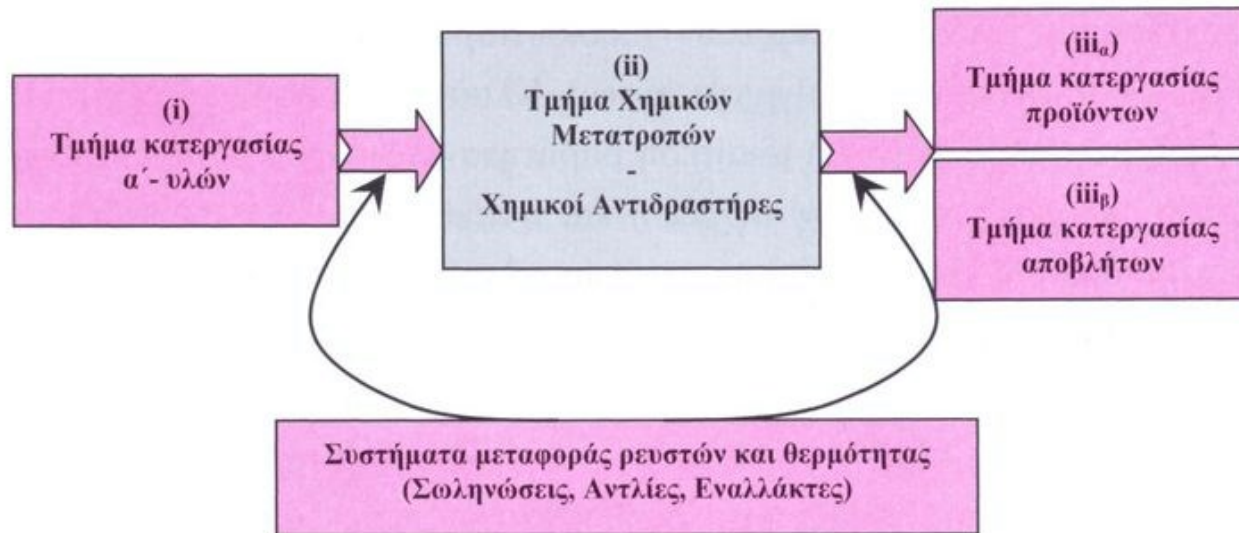 (i)
Τμήμα κατεργασίας
α΄- υλών
(ii)
Τμήμα Χημικών
Μετατροπών
-
Χημικοί Αντιδραστήρες
(iiiα)
Τμήμα κατεργασίας
προϊόντων
(iiiβ)
Τμήμα κατεργασίας
αποβλήτων
Συστήματα μεταφοράς ρευστών και θερμότητας
(Σωληνώσεις, Αντλίες, Εναλλάκτες)